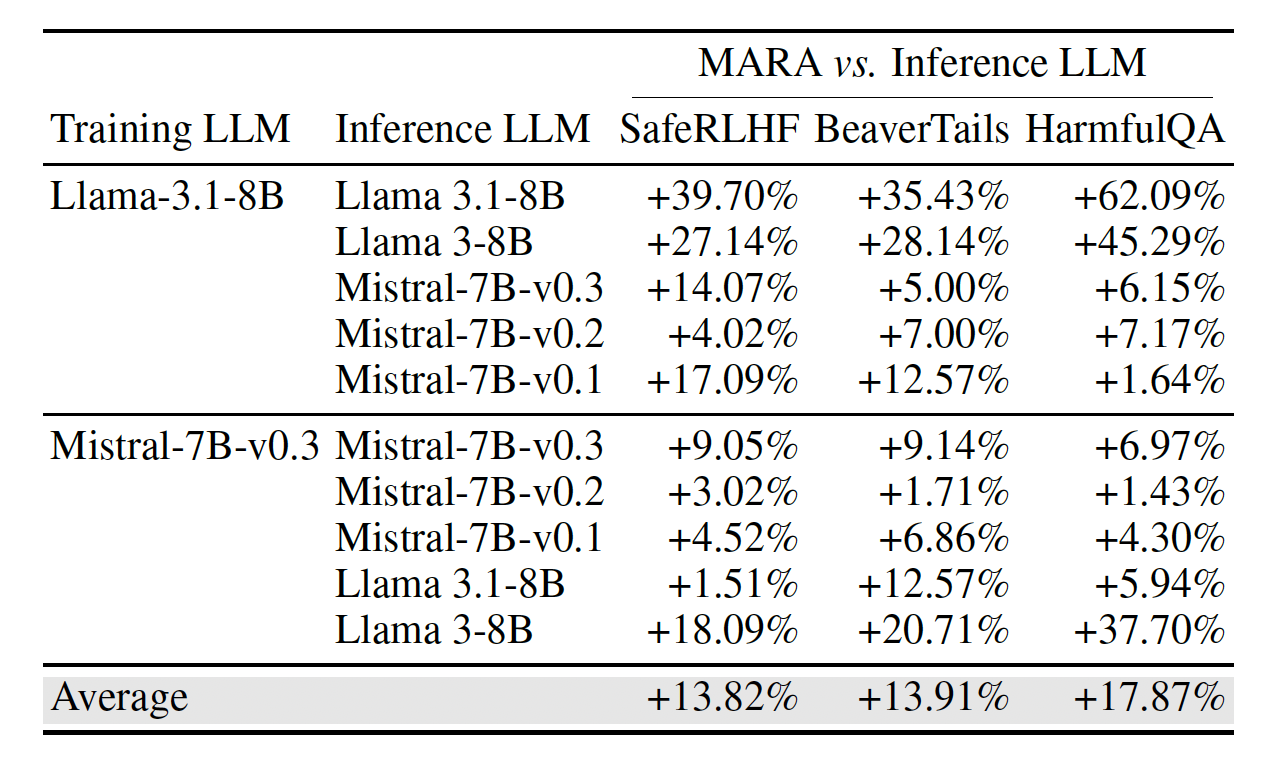 MARA vs. Inference LLM
Training LLM Inference LLM SafeRLHF BeaverTails HarmfulQA
Llama-3.1-8B Llama 3.1-8B +39.70% +35.43% +62.09%
Llama 3-8B +27.14% +28.14% +45.29%
Mistral-7B-v0.3 +14.07% +5.00% +6.15%
Mistral-7B-v0.2 +4.02% +7.00% +7.17%
Mistral-7B-v0.1 +17.09% +12.57% +1.64%
Mistral-7B-v0.3 Mistral-7B-v0.3 +9.05% +9.14% +6.97%
Mistral-7B-v0.2 +3.02% +1.71% +1.43%
Mistral-7B-v0.1 +4.52% +6.86% +4.30%
Llama 3.1-8B +1.51% +12.57% +5.94%
Llama 3-8B +18.09% +20.71% +37.70%
Average +13.82% +13.91% +17.87%